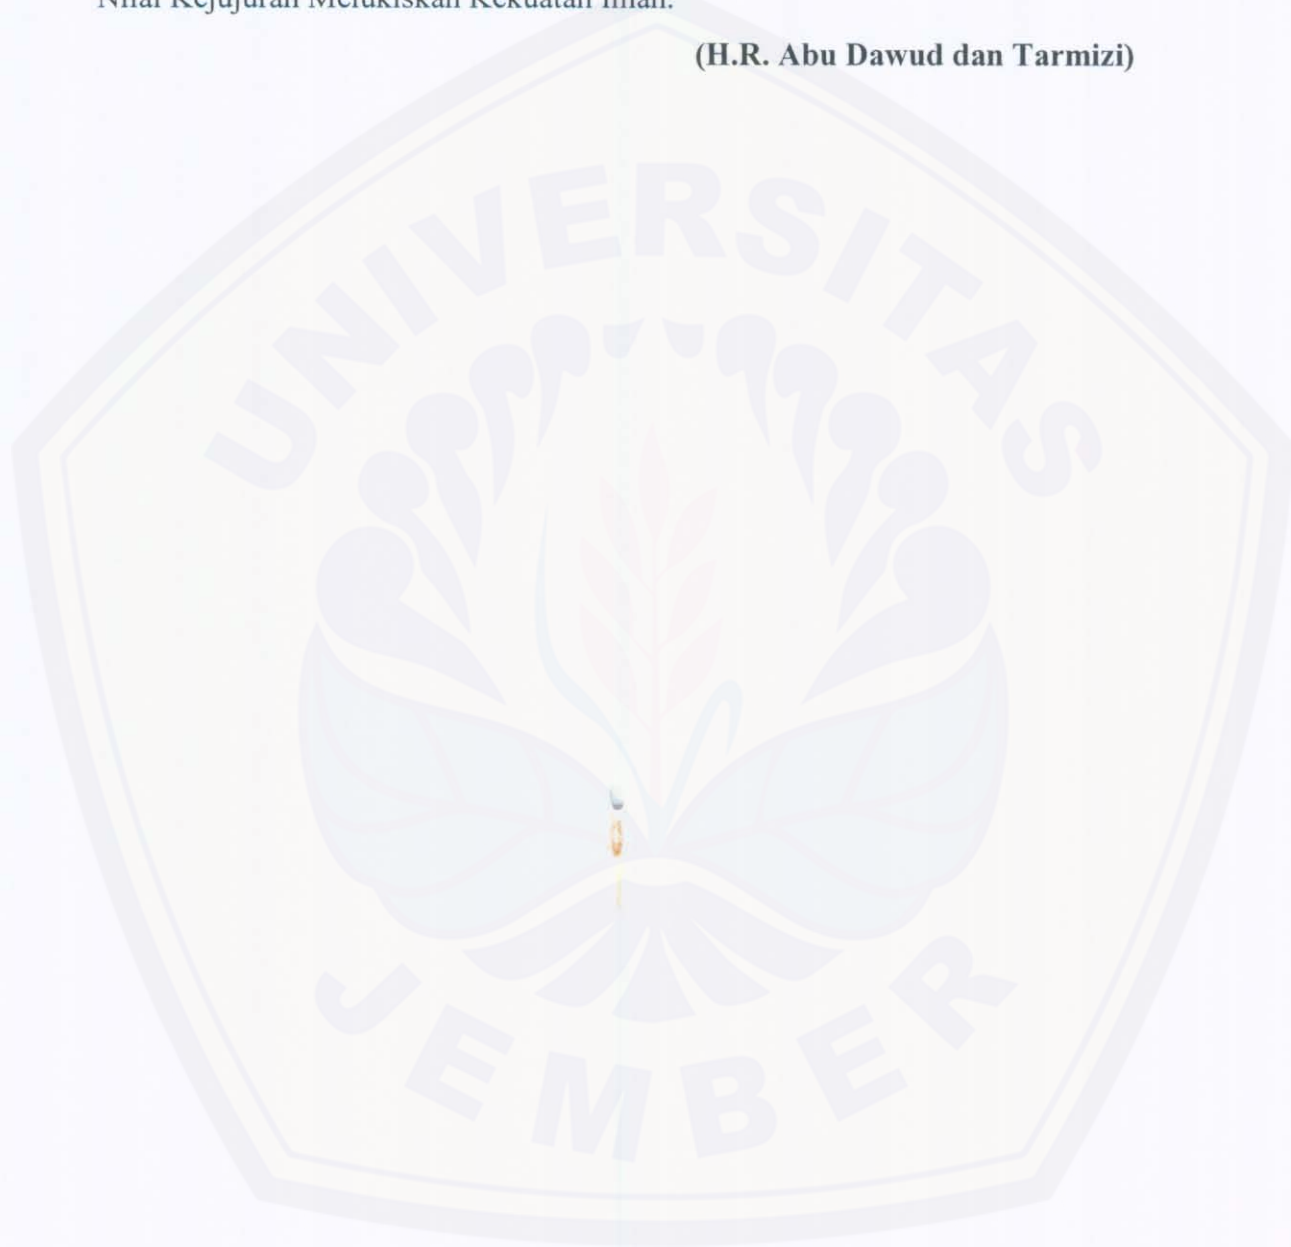 Nilai Kejujuran Melukiskan Kekuatan Iman.
(H.R. Abu Dawud dan Tarmizi)
UNIVERSITAS
JEMBER